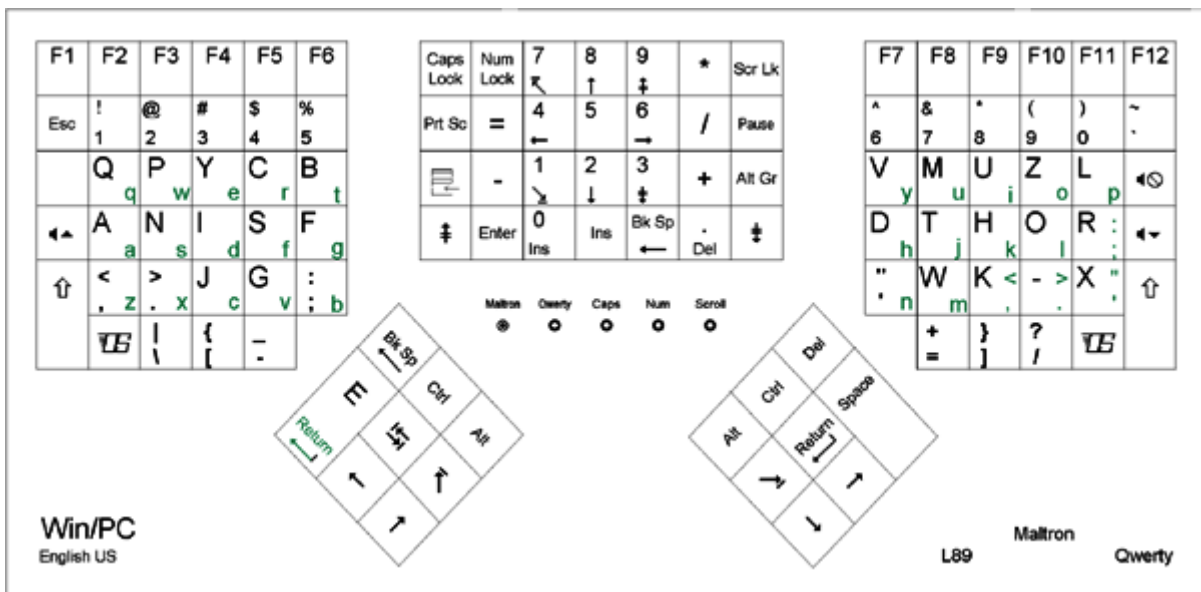 F1 F2 F3 F4 F5 F6
Esc ! 1 @ 2 # 3 $ 4 % 5
Q q P w Y e C r B t
A a N s I d S f F g
< , z > . x J c G v : ; b
| \ { [ _ -
Caps Lock Num Lock 7 8 9 * Scr Lk
Prt Sc = 4 5 6 / Pause
- 1 2 3 + Alt Gr
Enter 0 Ins Ins Bk Sp . Del
F7 F8 F9 F10 F11 F12
^ 6 & 7 * 8 ( 9 ) 0 ~ `
V y M u U i Z o L p
D h T j H k O l R : ;
" ' n W m K < , - > . X " '
+ = } ] ? /
Maltron Qwerty Caps Num Scroll
Bk Sp
E Ctrl
Return Alt
Del
Ctrl Space
Alt Return
Win/PC
English US
Maltron
L89 Qwerty